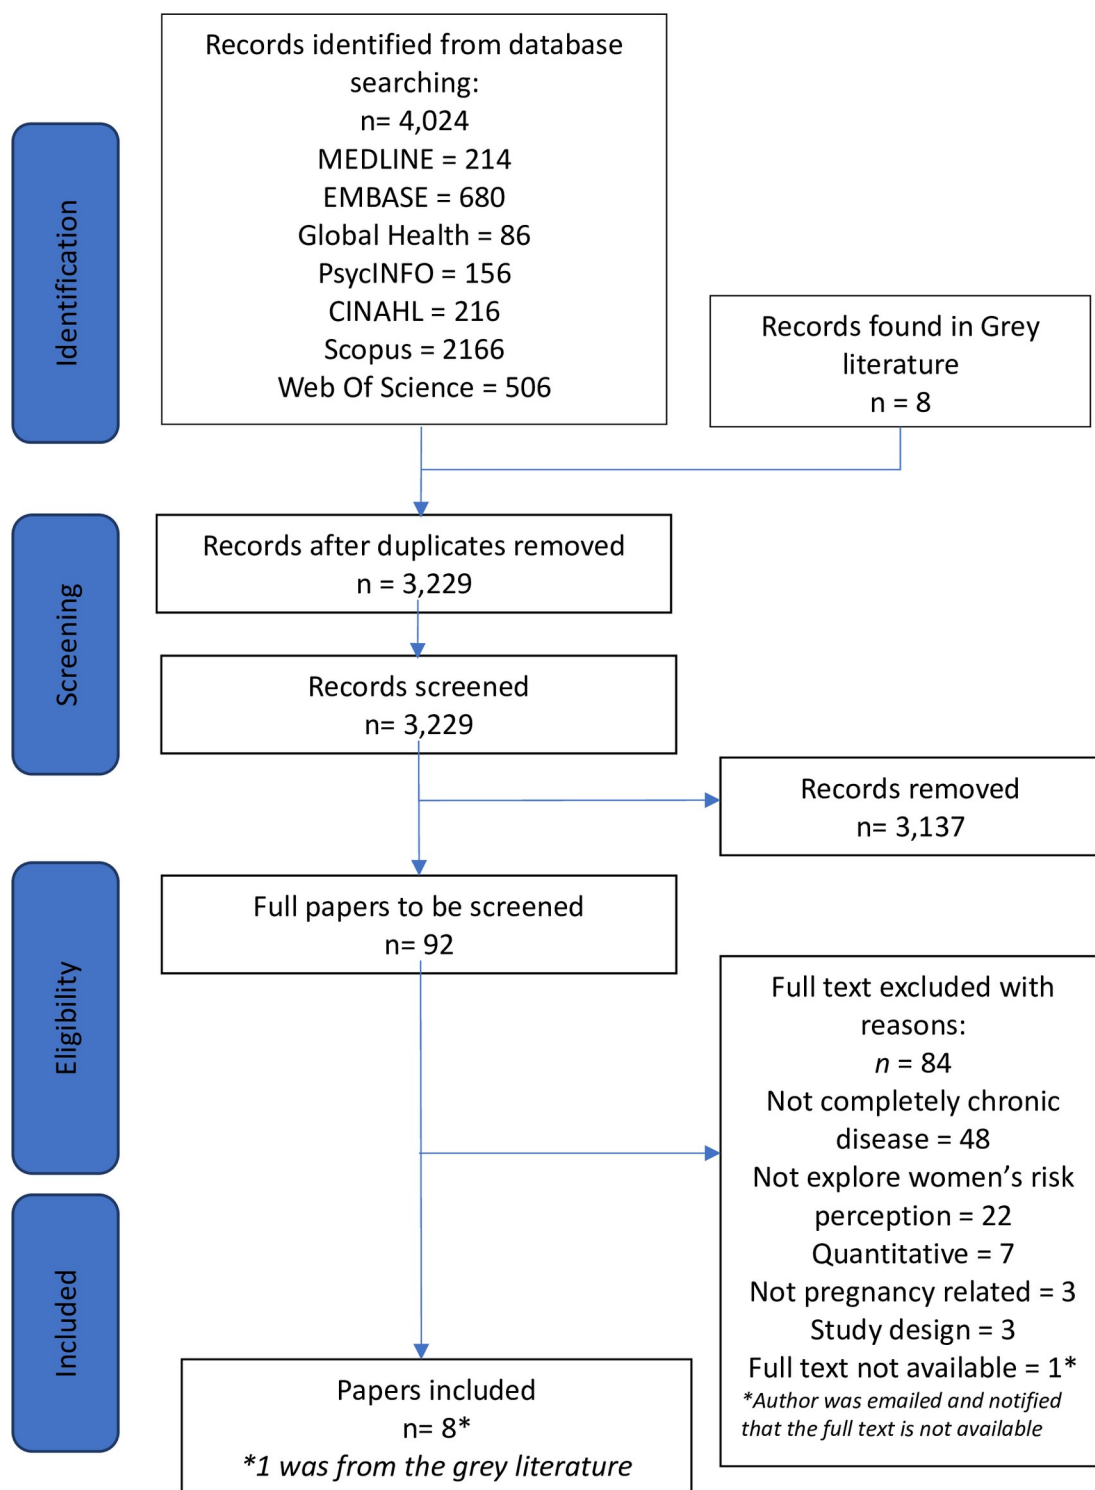 Identification
Records identified from database
searching:
n= 4,024
MEDLINE = 214
EMBASE = 680
Global Health = 86
PsycINFO = 156
CINAHL = 216
Scopus = 2166
Web Of Science = 506
Records found in Grey
literature
n = 8
Screening
Records after duplicates removed
n = 3,229
Records screened
n= 3,229
Records removed
n= 3,137
Eligibility
Full papers to be screened
n= 92
Full text excluded with
reasons:
n = 84
Not completely chronic
disease = 48
Not explore women’s risk
perception = 22
Quantitative = 7
Not pregnancy related = 3
Study design = 3
Full text not available = 1*
*Author was emailed and notified
that the full text is not available
Included
Papers included
n= 8*
*1 was from the grey literature